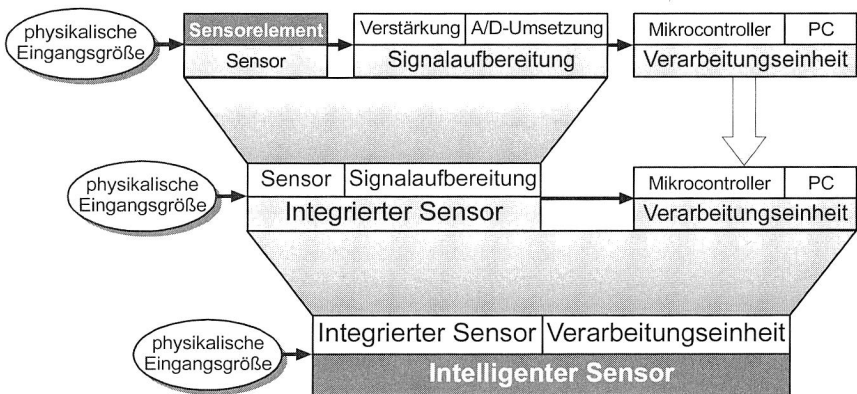 physikalische
Eingangsgröße
Sensorelement
Sensor
Verstärkung
A/D-Umsetzung
Signalaufbereitung
Mikrocontroller
PC
Verarbeitungseinheit
physikalische
Eingangsgröße
Sensor
Signalaufbereitung
Integrierter Sensor
Mikrocontroller
PC
Verarbeitungseinheit
physikalische
Eingangsgröße
Integrierter Sensor
Verarbeitungseinheit
Intelligenter Sensor